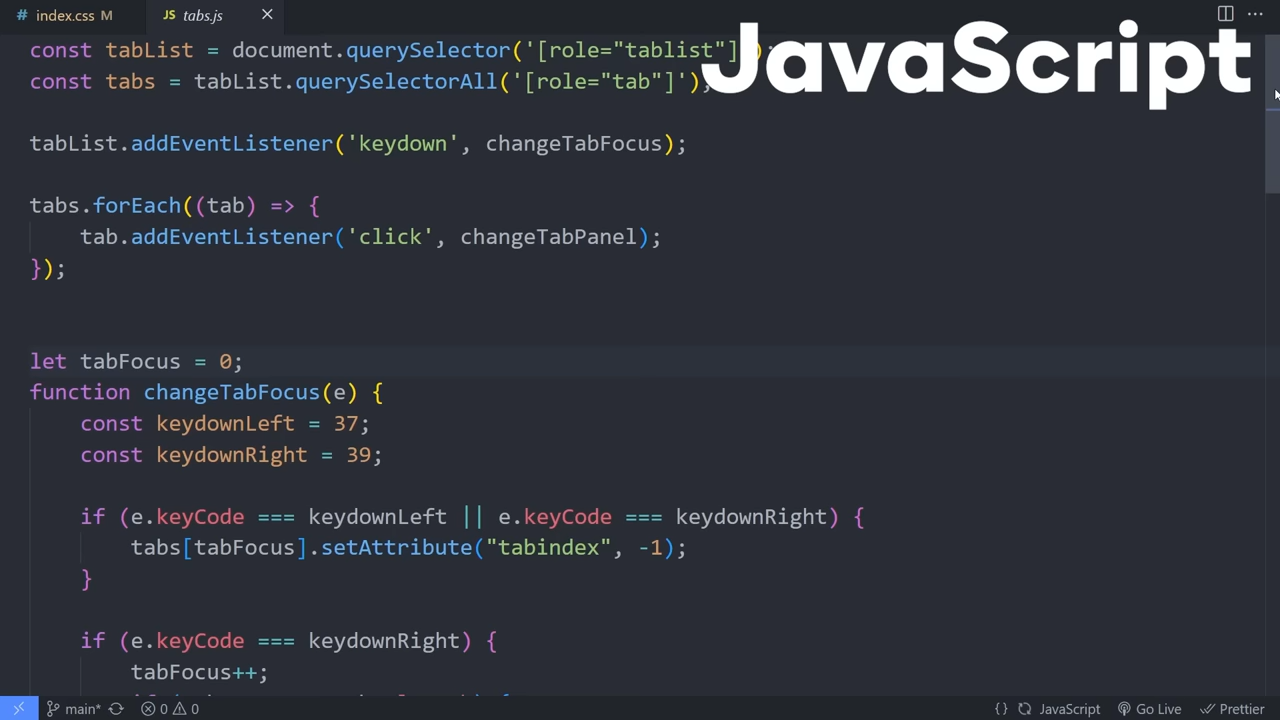 index.css M
JS tabs.js
JavaScript
const tabList = document.querySelector('[role="tablist"]');
const tabs = tabList.querySelectorAll('[role="tab"]');
tabList.addEventListener('keydown', changeTabFocus);
tabs.forEach((tab) => {
tab.addEventListener('click', changeTabPanel);
});
let tabFocus = 0;
function changeTabFocus(e) {
const keydownLeft = 37;
const keydownRight = 39;
if (e.keyCode === keydownLeft || e.keyCode === keydownRight) {
tabs[tabFocus].setAttribute("tabindex", -1);
}
if (e.keyCode === keydownRight) {
tabFocus++;
main* 0 0 {} JavaScript Go Live Prettier